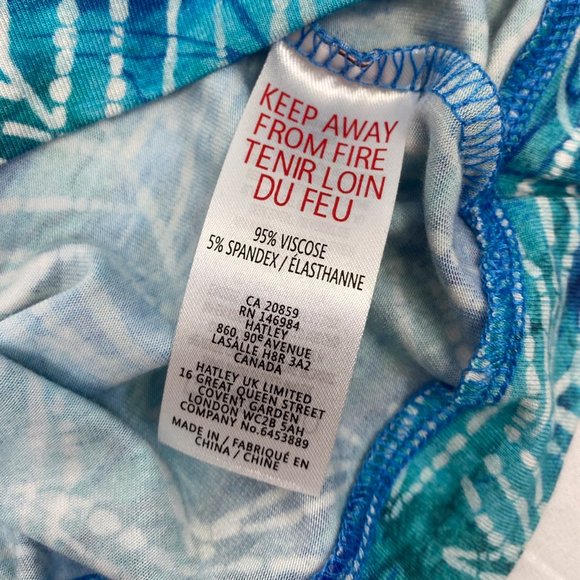 KEEP AWAY
FROM FIRE
TENIR LOIN
DU FEU
95% VISCOSE
5% SPANDEX / ÉLASTHANNE
CA 20859
RN 146984
HATLEY
860, 90e AVENUE
LASALLE H8R 3A2
CANADA
HATLEY UK LIMITED
16 GREAT QUEEN STREET
COVENT GARDEN
LONDON WC2B 5AH
COMPANY No.6453889
MADE IN / FABRIQUÉ EN
CHINA / CHINE